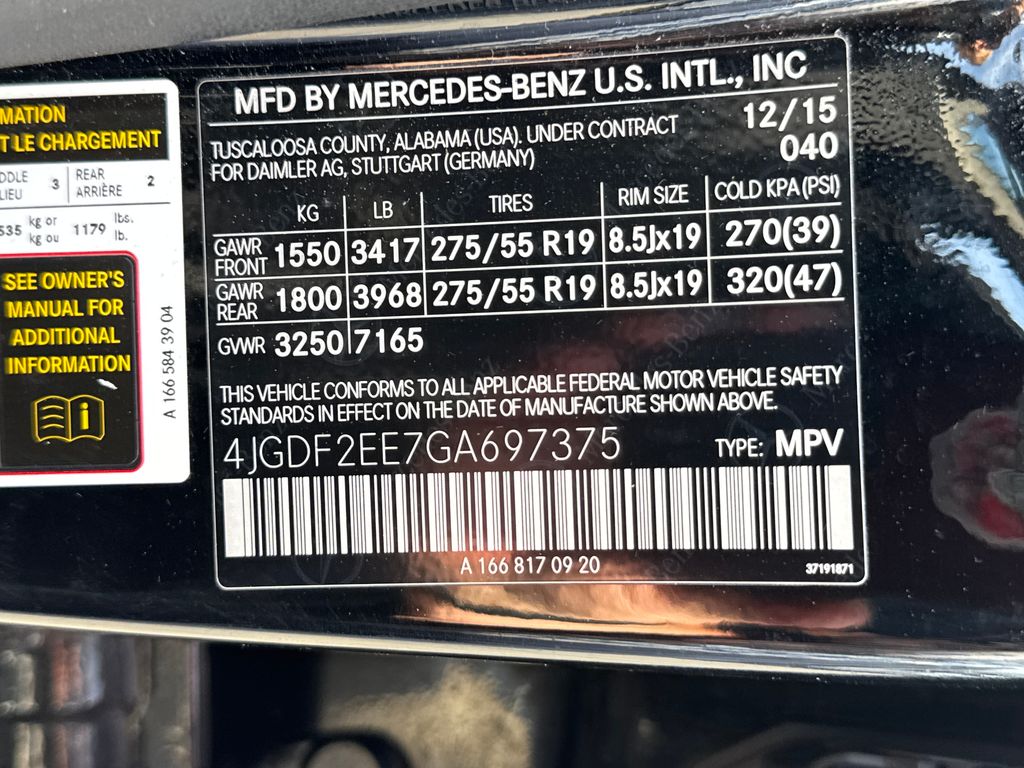 MATION
T LE CHARGEMENT
DDLE 3 REAR 2
LIEU ARRIÈRE
535 kg or 1179 lbs.
kg ou lb.
SEE OWNER'S
MANUAL FOR
ADDITIONAL
INFORMATION
i
A 166 584 39 04
MFD BY MERCEDES-BENZ U.S. INTL., INC
TUSCALOOSA COUNTY, ALABAMA (USA). UNDER CONTRACT 12/15
FOR DAIMLER AG, STUTTGART (GERMANY) 040
KG LB TIRES RIM SIZE COLD KPA(PSI)
GAWR FRONT 1550 3417 275/55 R19 8.5Jx19 270(39)
GAWR REAR 1800 3968 275/55 R19 8.5Jx19 320(47)
GVWR 3250 7165
THIS VEHICLE CONFORMS TO ALL APPLICABLE FEDERAL MOTOR VEHICLE SAFETY
STANDARDS IN EFFECT ON THE DATE OF MANUFACTURE SHOWN ABOVE.
4JGDF2EE7GA697375 TYPE: MPV
A 166 817 09 20 37191871